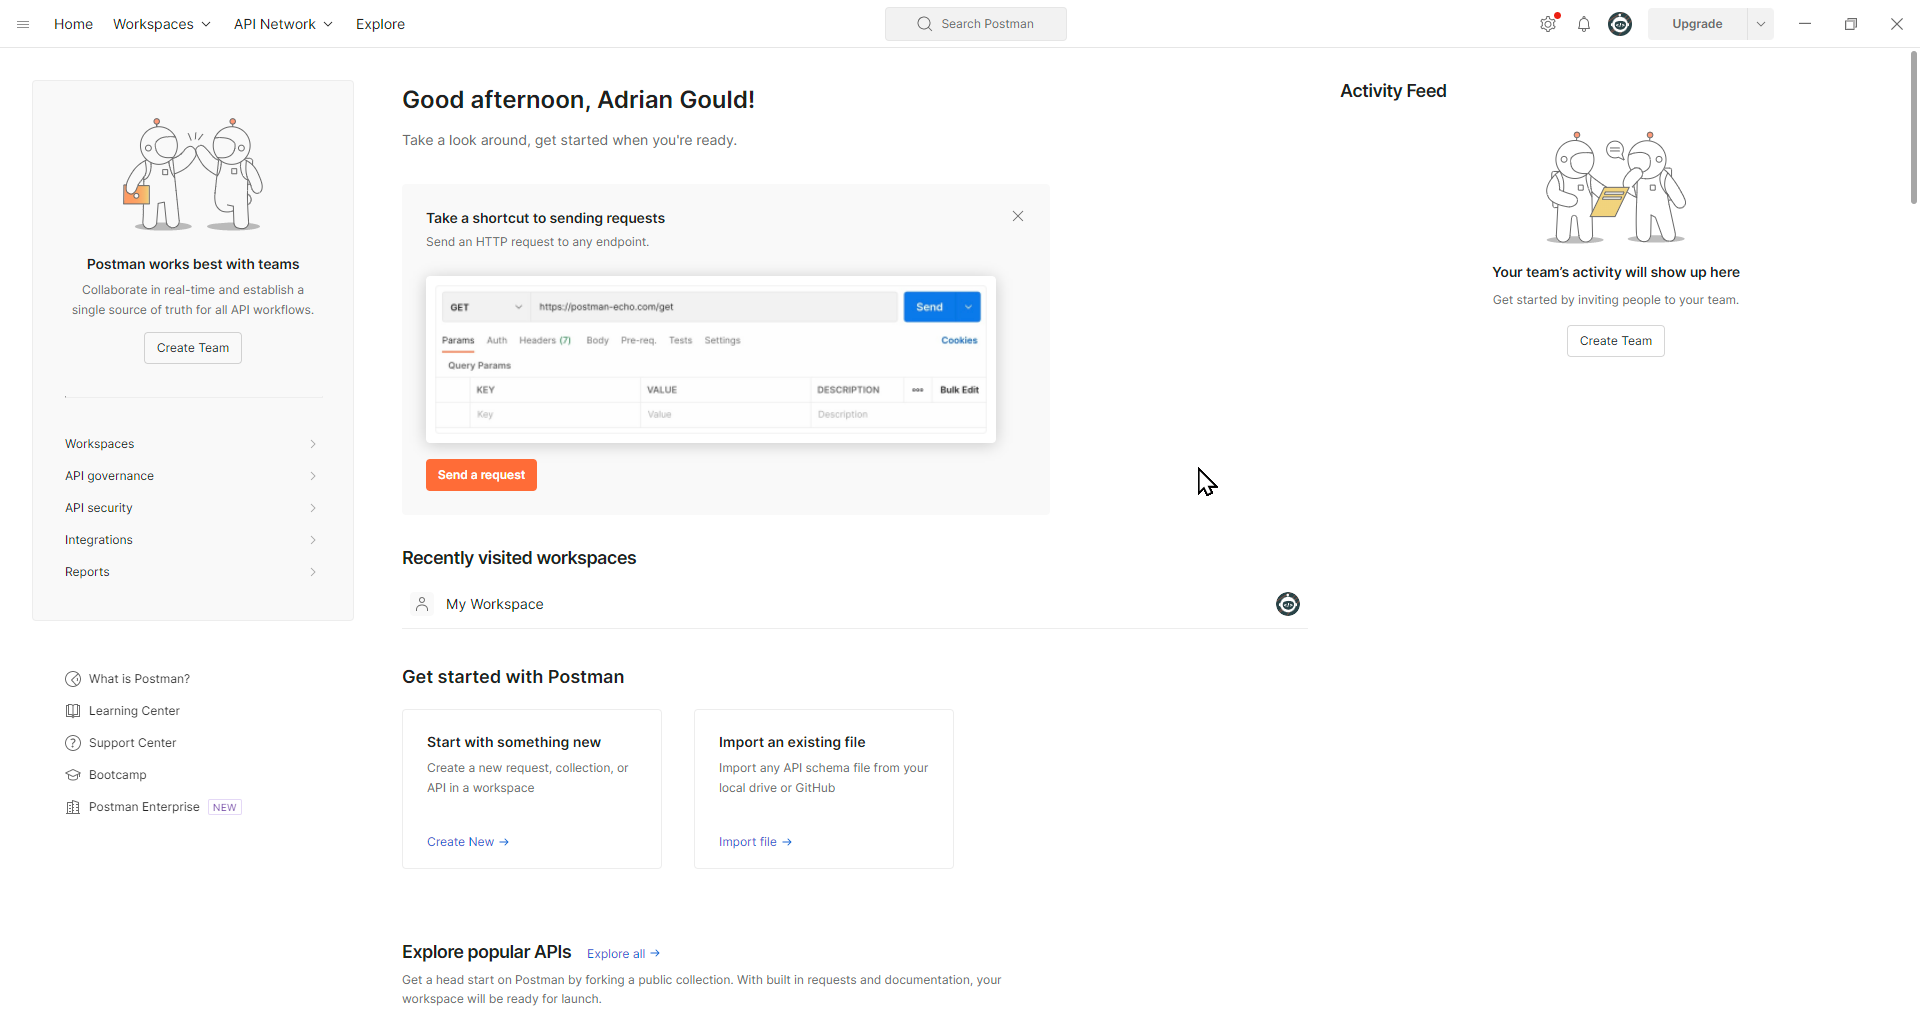 Home Workspaces API Network Explore
Search Postman
Upgrade
Postman works best with teams
Collaborate in real-time and establish a
single source of truth for all API workflows.
Create Team
Workspaces
API governance
API security
Integrations
Reports
What is Postman?
Learning Center
Support Center
Bootcamp
Postman Enterprise NEW
Good afternoon, Adrian Gould!
Take a look around, get started when you're ready.
Take a shortcut to sending requests
Send an HTTP request to any endpoint.
GET https://postman-echo.com/get Send
Params Auth Headers (7) Body Pre-req. Tests Settings Cookies
Query Params
KEY VALUE DESCRIPTION Bulk Edit
Key Value Description
Send a request
Recently visited workspaces
My Workspace
Get started with Postman
Start with something new
Create a new request, collection, or
API in a workspace
Create New →
Import an existing file
Import any API schema file from your
local drive or GitHub
Import file →
Explore popular APIs Explore all →
Get a head start on Postman by forking a public collection. With built in requests and documentation, your
workspace will be ready for launch.
Activity Feed
Your team’s activity will show up here
Get started by inviting people to your team.
Create Team